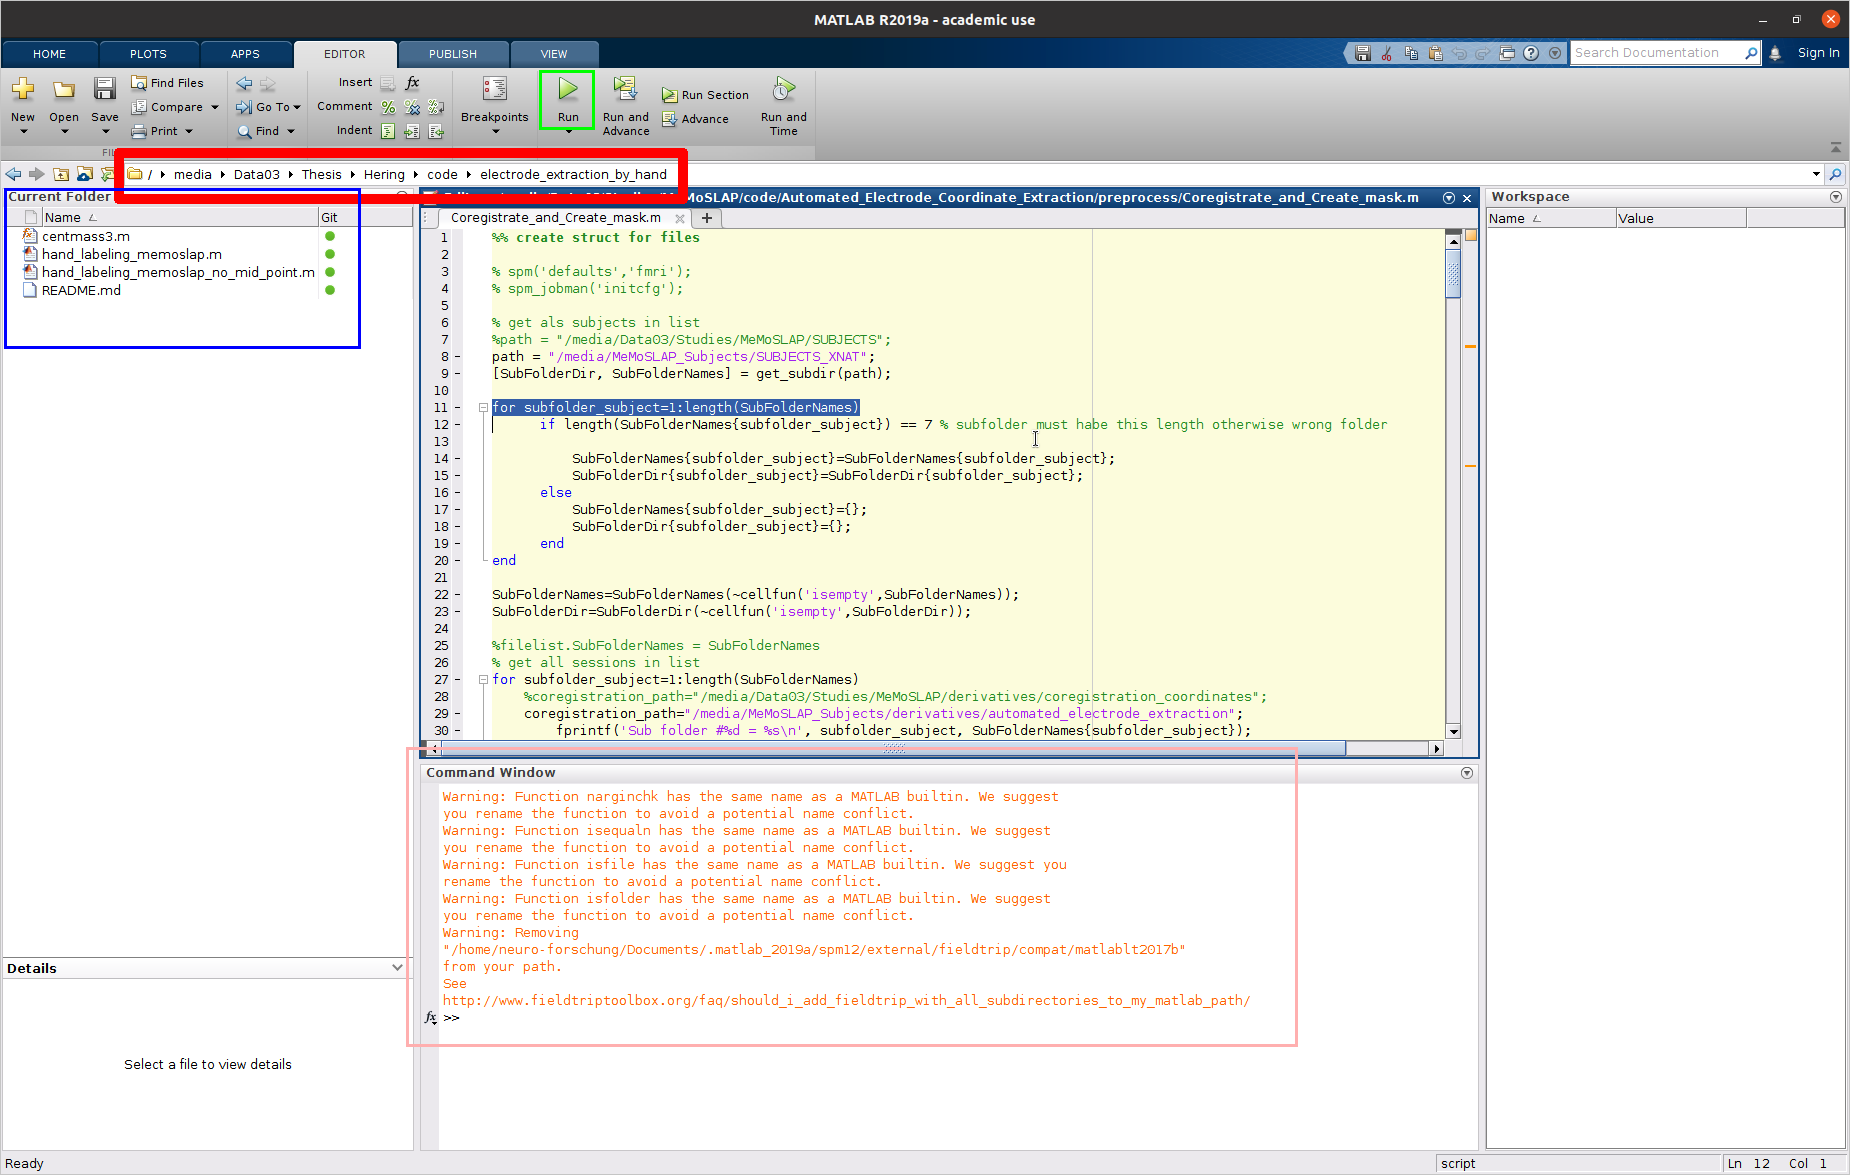 MATLAB R2019a - academic use
HOME PLOTS APPS EDITOR PUBLISH VIEW
Search Documentation Sign In
New Open Save
Find Files
Compare
Print
Go To
Find
Insert
Comment
Indent
fx
Breakpoints
Run
Run and Advance
Run Section
Advance
Run and Time
/ media Data03 Thesis Hering code electrode_extraction_by_hand
Current Folder
Name Git
centmass3.m
hand_labeling_memoslap.m
hand_labeling_memoslap_no_mid_point.m
README.md
Details
Select a file to view details
MoSLAP/code/Automated_Electrode_Coordinate_Extraction/preprocess/Coregistrate_and_Create_mask.m
Coregistrate_and_Create_mask.m
1 %% create struct for files
2
3 % spm('defaults','fmri');
4 % spm_jobman('initcfg');
5
6 % get als subjects in list
7 %path = "/media/Data03/Studies/MeMoSLAP/SUBJECTS";
8 - path = "/media/MeMoSLAP_Subjects/SUBJECTS_XNAT";
9 - [SubFolderDir, SubFolderNames] = get_subdir(path);
10
11 - for subfolder_subject=1:length(SubFolderNames)
12 - if length(SubFolderNames{subfolder_subject}) == 7 % subfolder must habe this length otherwise wrong folder
13
14 - SubFolderNames{subfolder_subject}=SubFolderNames{subfolder_subject};
15 - SubFolderDir{subfolder_subject}=SubFolderDir{subfolder_subject};
16 - else
17 - SubFolderNames{subfolder_subject}={};
18 - SubFolderDir{subfolder_subject}={};
19 - end
20 - end
21
22 - SubFolderNames=SubFolderNames(~cellfun('isempty',SubFolderNames));
23 - SubFolderDir=SubFolderDir(~cellfun('isempty',SubFolderDir));
24
25 %filelist.SubFolderNames = SubFolderNames
26 % get all sessions in list
27 - for subfolder_subject=1:length(SubFolderNames)
28 %coregistration_path="/media/Data03/Studies/MeMoSLAP/derivatives/coregistration_coordinates";
29 - coregistration_path="/media/MeMoSLAP_Subjects/derivatives/automated_electrode_extraction";
30 - fprintf('Sub folder #%d = %s\n', subfolder_subject, SubFolderNames{subfolder_subject});
Command Window
Warning: Function narginchk has the same name as a MATLAB builtin. We suggest
you rename the function to avoid a potential name conflict.
Warning: Function isequaln has the same name as a MATLAB builtin. We suggest
you rename the function to avoid a potential name conflict.
Warning: Function isfile has the same name as a MATLAB builtin. We suggest you
rename the function to avoid a potential name conflict.
Warning: Function isfolder has the same name as a MATLAB builtin. We suggest
you rename the function to avoid a potential name conflict.
Warning: Removing
"/home/neuro-forschung/Documents/.matlab_2019a/spm12/external/fieldtrip/compat/matlablt2017b"
from your path.
See
http://www.fieldtriptoolbox.org/faq/should_i_add_fieldtrip_with_all_subdirectories_to_my_matlab_path/
fx >>
Workspace
Name Value
Ready
script Ln 12 Col 1